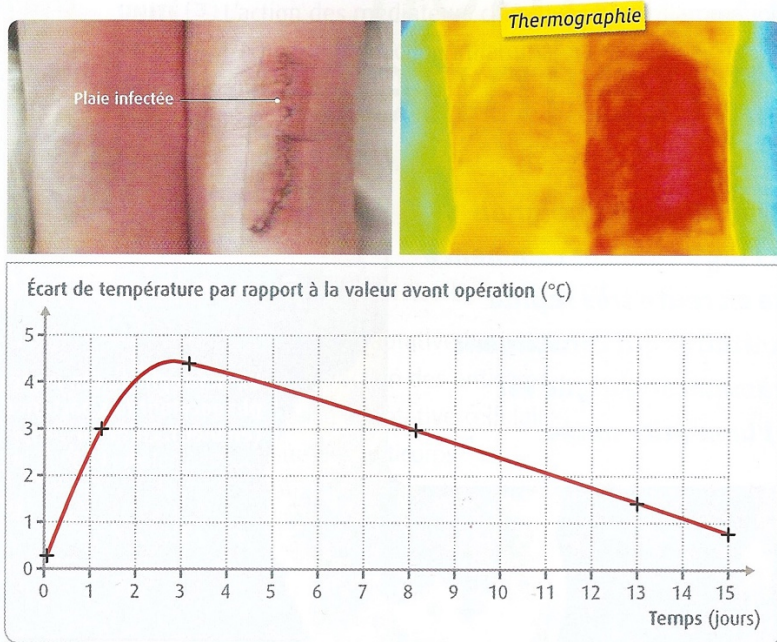 Thermographie
Plaie infectée
Écart de température par rapport à la valeur avant opération (°C)
5
4
3
2
1
0
0 1 2 3 4 5 6 7 8 9 10 11 12 13 14 15
Temps (jours)